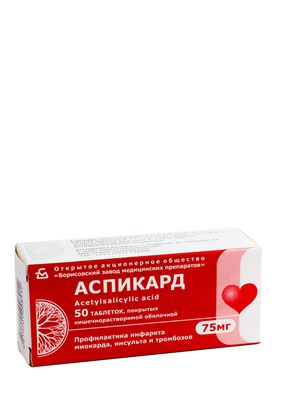 Открытое акционерное общество
«Борисовский завод медицинских препаратов»
АСПИКАРД
Acetylsalicylic acid
50 ТАБЛЕТОК, покрытых
кишечнорастворимой оболочкой
75мг
Профилактика инфаркта
миокарда, инсульта и тромбозов